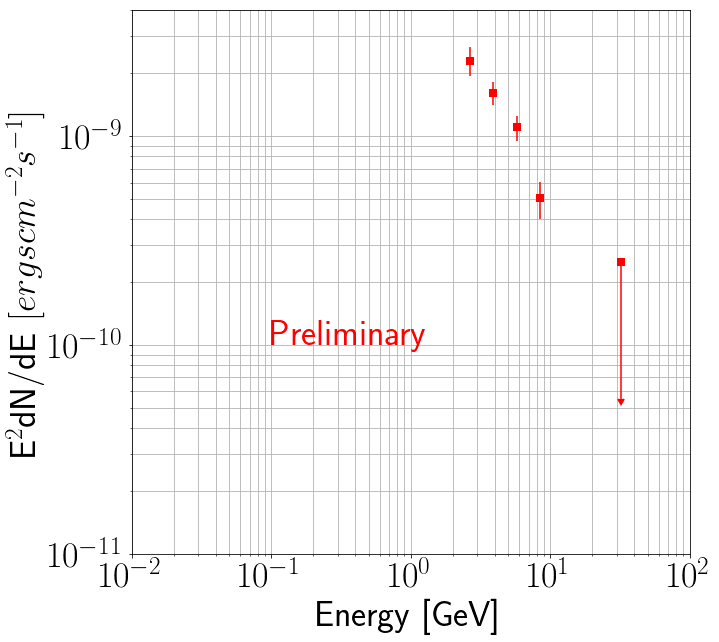 E²dN/dE [ergscm⁻²s⁻¹]
10⁻⁹
10⁻¹⁰
10⁻¹¹
Preliminary
10⁻² 10⁻¹ 10⁰ 10¹ 10²
Energy [GeV]